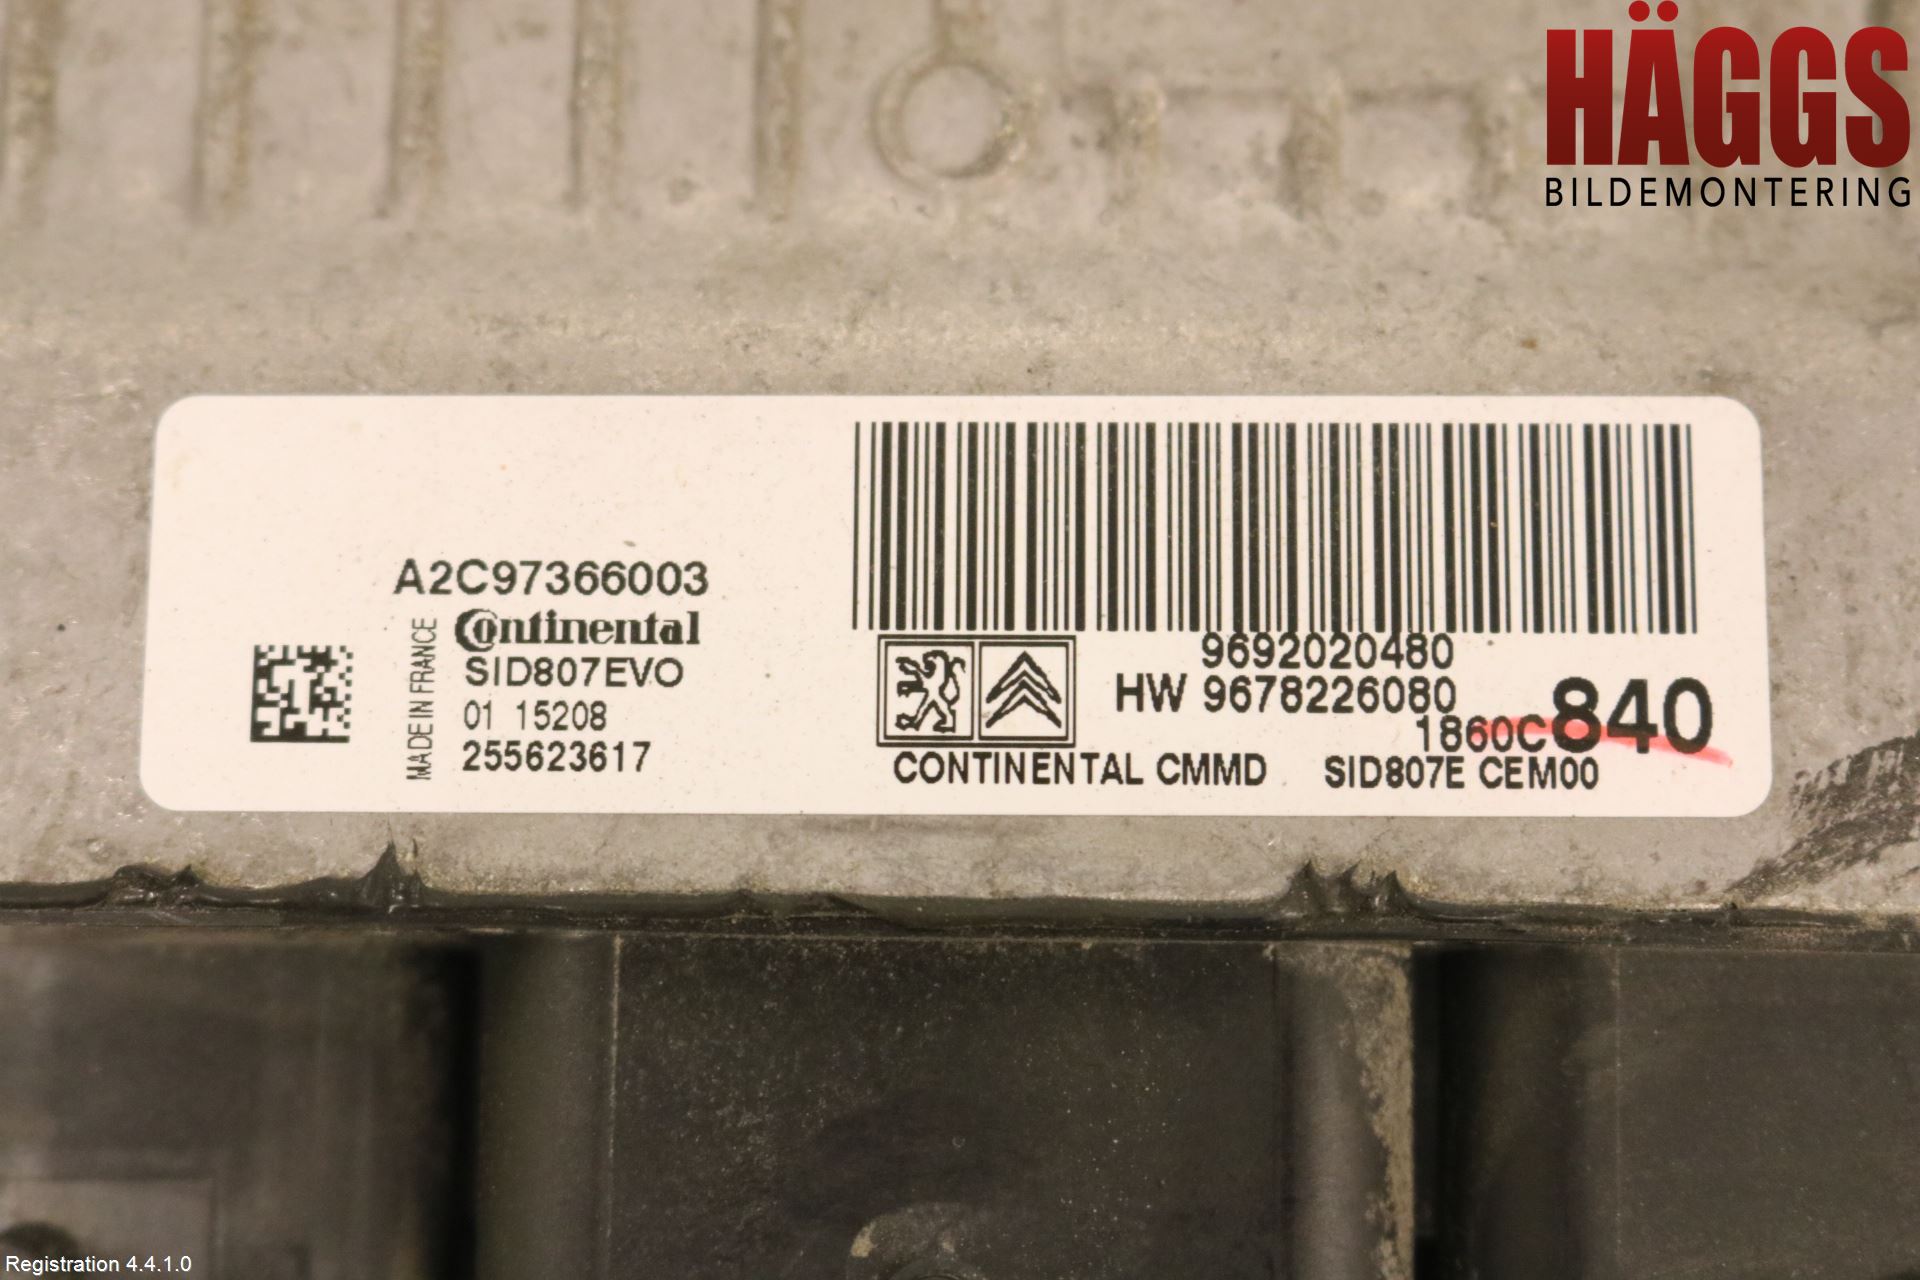 HÄGGS
BILDEMONTERING
A2C97366003
Continental
SID807EVO
01 15208
255623617
MADE IN FRANCE
9692020480
HW 9678226080
1860C840
CONTINENTAL CMMD SID807E CEM00
Registration 4.4.1.0